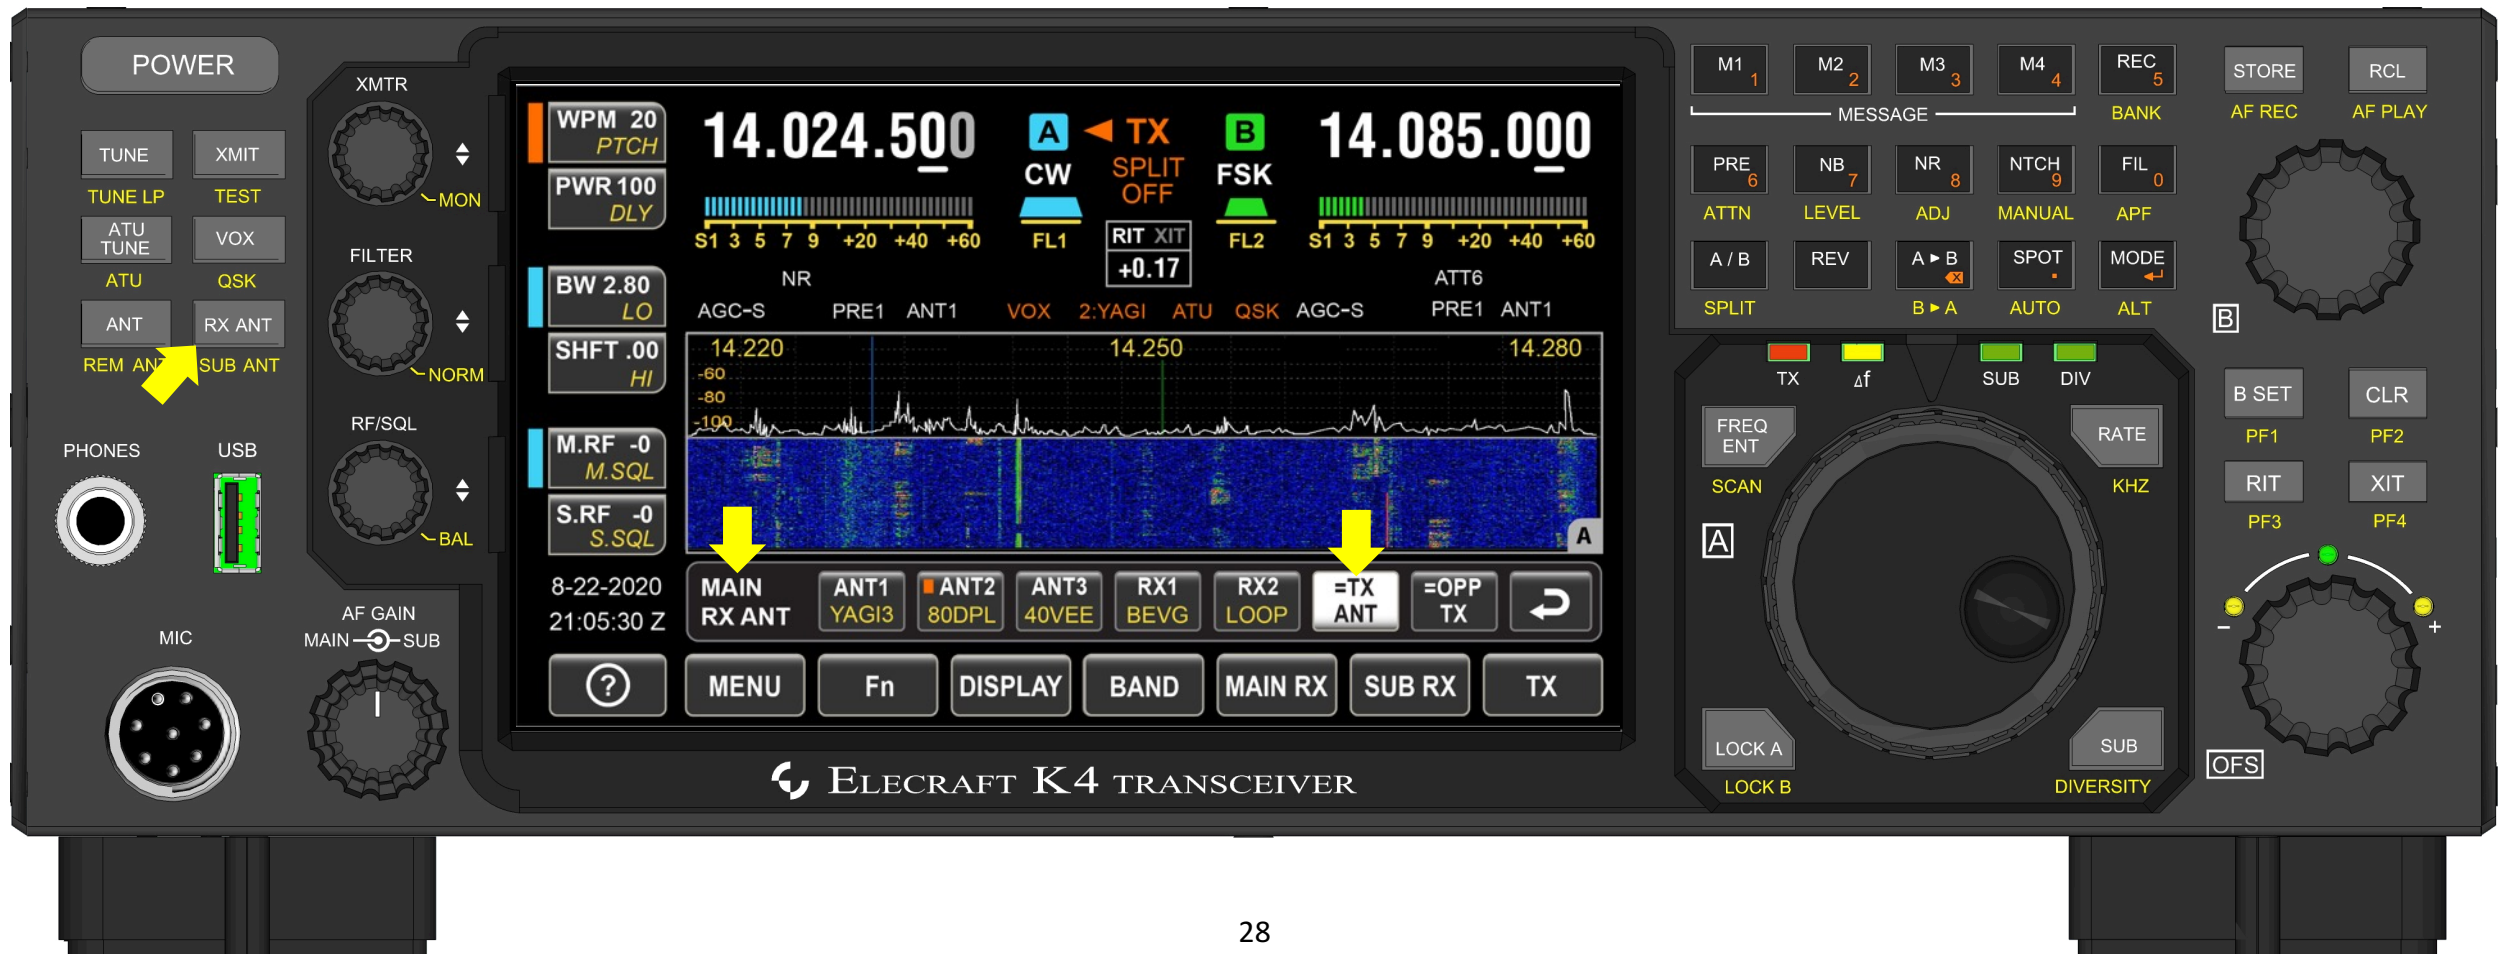 POWER
TUNE
XMIT
TUNE LP
TEST
ATU
TUNE
VOX
ATU
QSK
ANT
RX ANT
REM ANT
SUB ANT
PHONES
USB
MIC
XMTR
MON
FILTER
NORM
RF/SQL
BAL
AF GAIN
MAIN
SUB
WPM 20
PTCH
PWR 100
DLY
BW 2.80
LO
SHFT .00
HI
M.RF -0
M.SQL
S.RF -0
S.SQL
8-22-2020
21:05:30 Z
14.024.500
A
TX
B
14.085.000
CW
SPLIT
OFF
FSK
S1 3 5 7 9 +20 +40 +60
FL1
RIT XIT
+0.17
FL2
S1 3 5 7 9 +20 +40 +60
NR
ATT6
AGC-S PRE1 ANT1
VOX 2:YAGI ATU QSK
AGC-S PRE1 ANT1
14.220 14.250 14.280
-60
-80
-100
A
MAIN
RX ANT
ANT1
YAGI3
ANT2
80DPL
ANT3
40VEE
RX1
BEVG
RX2
LOOP
=TX
ANT
=OPP
TX
?
MENU
Fn
DISPLAY
BAND
MAIN RX
SUB RX
TX
ELECRAFT K4 TRANSCEIVER
M1 1
M2 2
M3 3
M4 4
REC 5
MESSAGE
BANK
PRE 6
NB 7
NR 8
NTCH 9
FIL 0
ATTN
LEVEL
ADJ
MANUAL
APF
A / B
REV
A ▸ B
SPOT
MODE
SPLIT
B ▸ A
AUTO
ALT
STORE
RCL
AF REC
AF PLAY
B
TX
Δf
SUB
DIV
FREQ
ENT
RATE
SCAN
KHZ
A
LOCK A
SUB
LOCK B
DIVERSITY
B SET
CLR
PF1
PF2
RIT
XIT
PF3
PF4
−
+
OFS
28